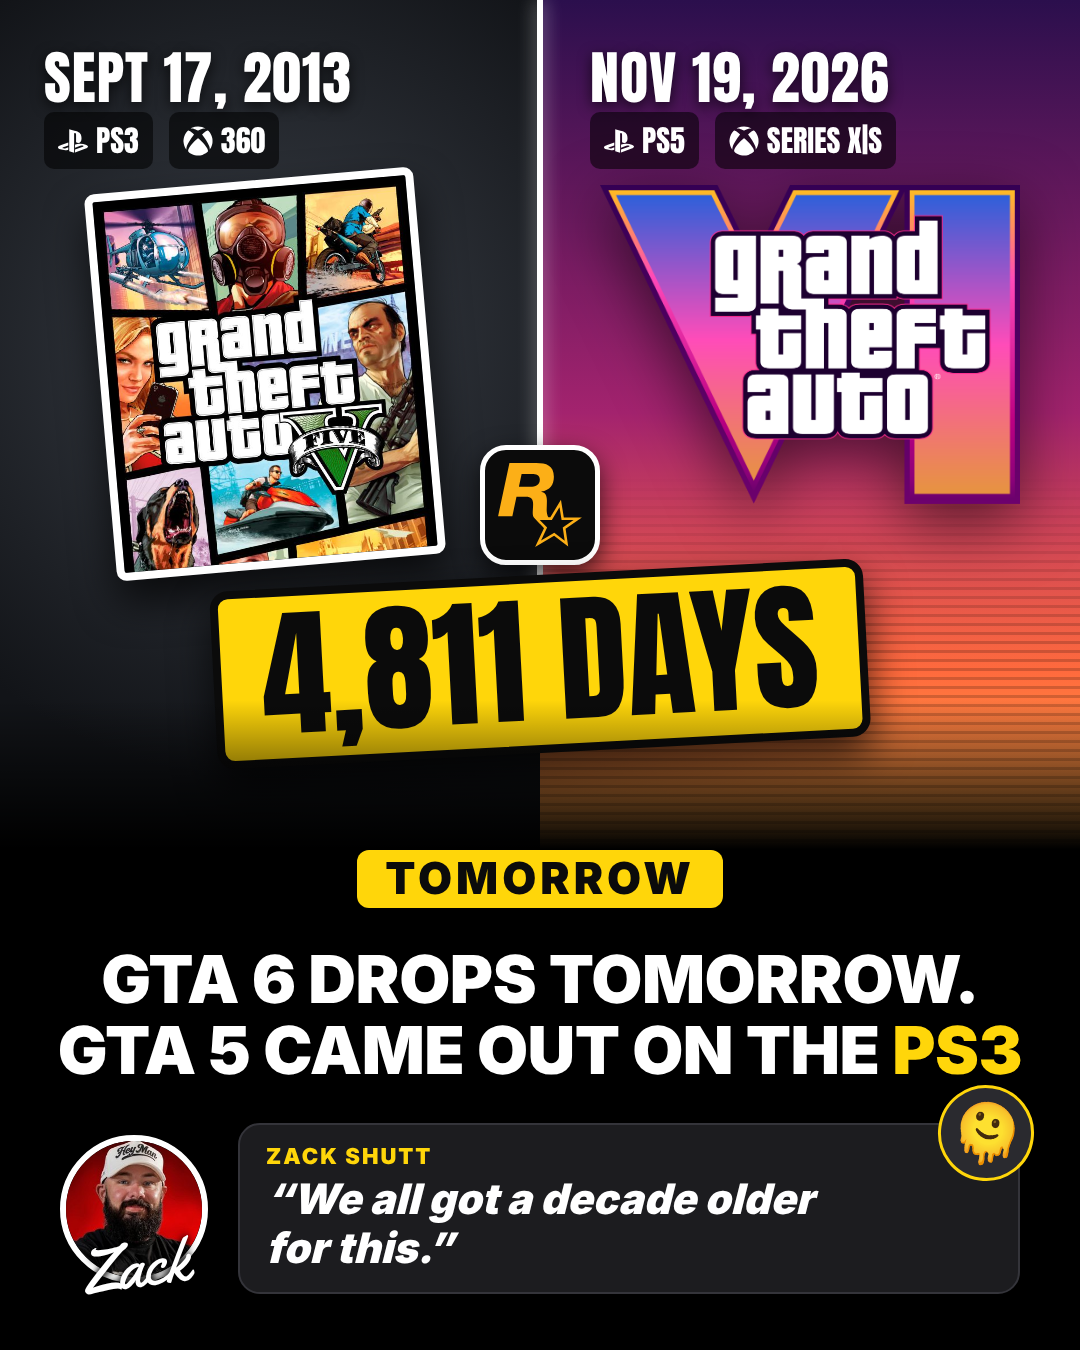 SEPT 17, 2013
PS3
360
NOV 19, 2026
PS5
SERIES X|S
grand
theft
auto
FIVE
VI
grand
theft
auto
R
4,811 DAYS
TOMORROW
GTA 6 DROPS TOMORROW.
GTA 5 CAME OUT ON THE PS3
HeyMan
Zack
ZACK SHUTT
“We all got a decade older
for this.”